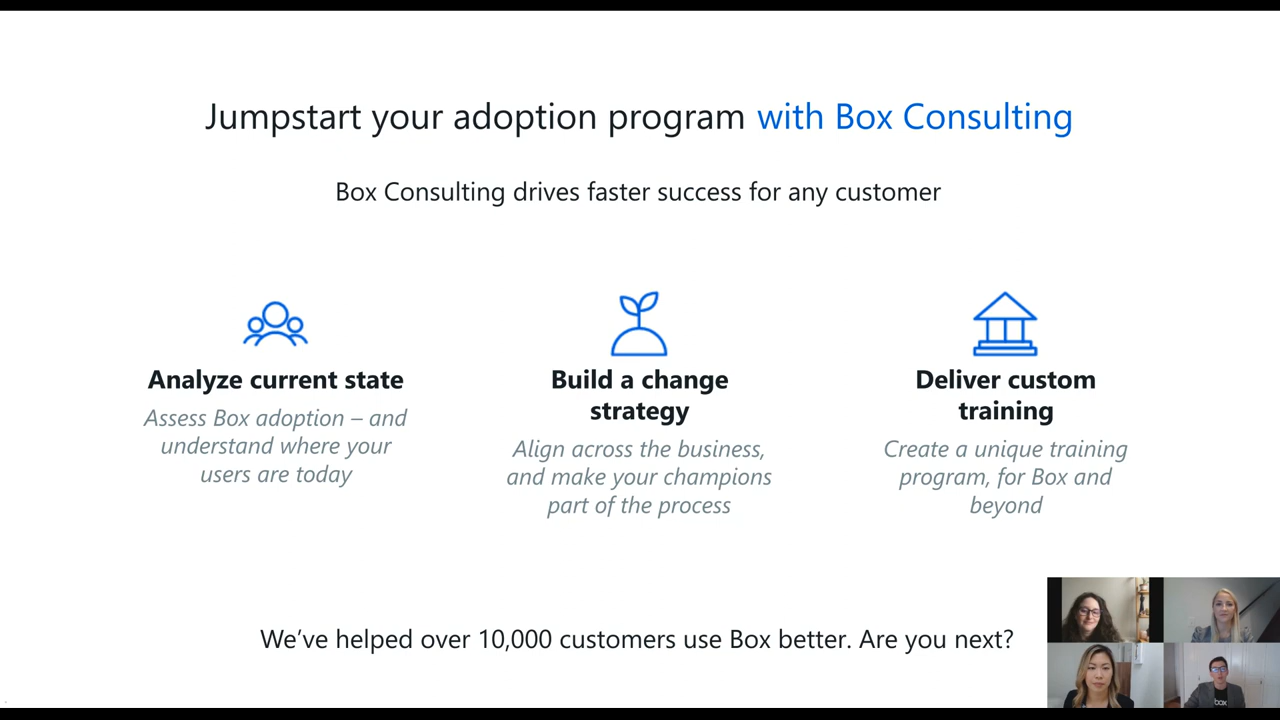 Jumpstart your adoption program with Box Consulting
Box Consulting drives faster success for any customer
Analyze current state
Assess Box adoption – and
understand where your
users are today
Build a change
strategy
Align across the business,
and make your champions
part of the process
Deliver custom
training
Create a unique training
program, for Box and
beyond
We’ve helped over 10,000 customers use Box better. Are you next?
box